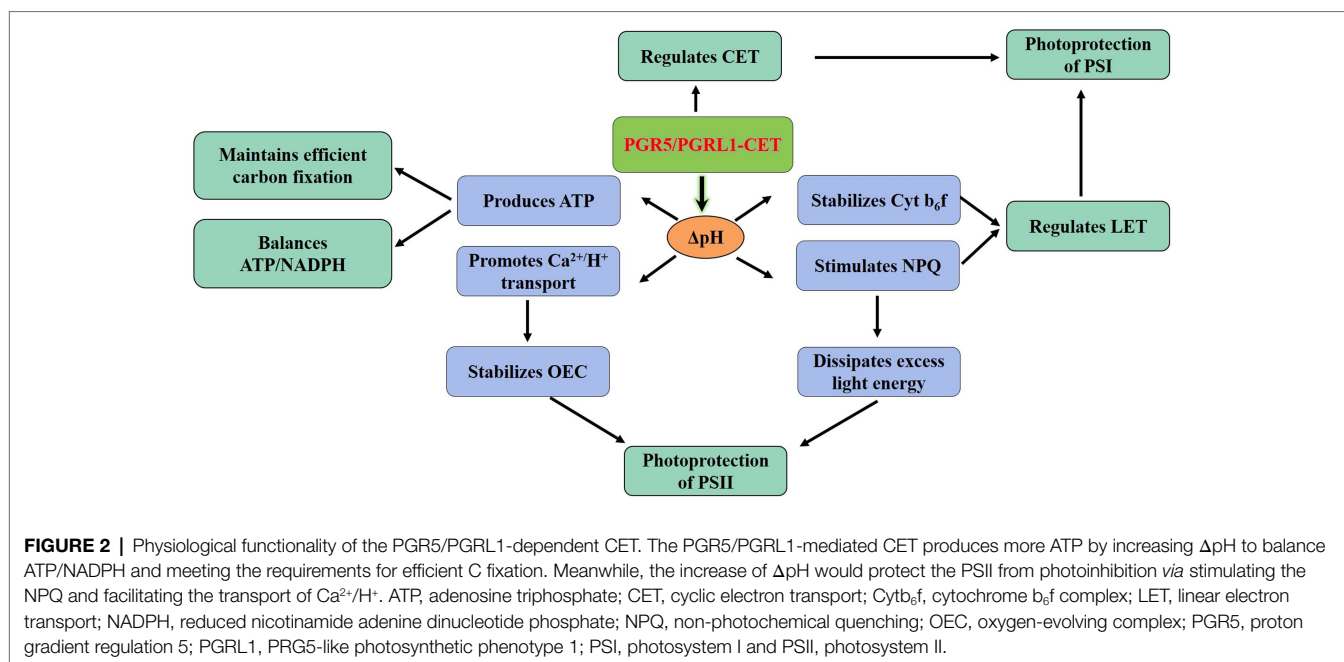 Regulates CET
Photoprotection
of PSI
PGR5/PGRL1-CET
Maintains efficient
carbon fixation
Produces ATP
Stabilizes Cyt b₆f
Balances
ATP/NADPH
ΔpH
Regulates LET
Promotes Ca²⁺/H⁺
transport
Stimulates NPQ
Stabilizes OEC
Dissipates excess
light energy
Photoprotection
of PSII
FIGURE 2 | Physiological functionality of the PGR5/PGRL1-dependent CET. The PGR5/PGRL1-mediated CET produces more ATP by increasing ΔpH to balance
ATP/NADPH and meeting the requirements for efficient C fixation. Meanwhile, the increase of ΔpH would protect the PSII from photoinhibition via stimulating the
NPQ and facilitating the transport of Ca²⁺/H⁺. ATP, adenosine triphosphate; CET, cyclic electron transport; Cytb₆f, cytochrome b₆f complex; LET, linear electron
transport; NADPH, reduced nicotinamide adenine dinucleotide phosphate; NPQ, non-photochemical quenching; OEC, oxygen-evolving complex; PGR5, proton
gradient regulation 5; PGRL1, PRG5-like photosynthetic phenotype 1; PSI, photosystem I and PSII, photosystem II.